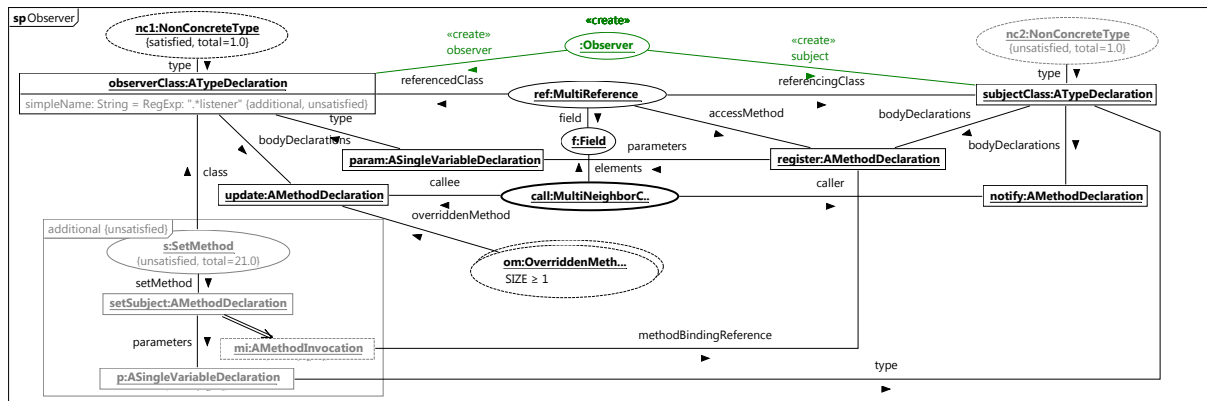 sp Observer
nc1:NonConcreteType
{satisfied, total=1.0}
«create»
:Observer
nc2:NonConcreteType
{unsatisfied, total=1.0}
«create»
observer
«create»
subject
type
type
observerClass:ATypeDeclaration
simpleName: String = RegExp: ".*listener" {additional, unsatisfied}
referencedClass
ref:MultiReference
referencingClass
subjectClass:ATypeDeclaration
type
field
accessMethod
bodyDeclarations
bodyDeclarations
f:Field
parameters
bodyDeclarations
param:ASingleVariableDeclaration
register:AMethodDeclaration
class
elements
update:AMethodDeclaration
callee
call:MultiNeighborC..
caller
notify:AMethodDeclaration
overriddenMethod
additional {unsatisfied}
s:SetMethod
{unsatisfied, total=21.0}
om:OverriddenMeth...
SIZE ≥ 1
setMethod
setSubject:AMethodDeclaration
parameters
mi:AMethodInvocation
methodBindingReference
p:ASingleVariableDeclaration
type